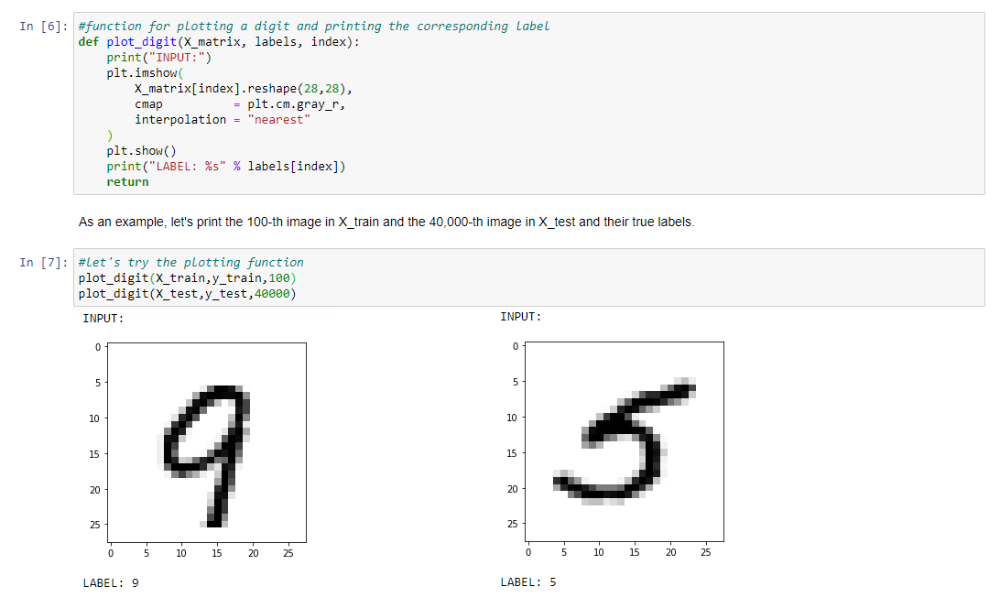 In [6]: #function for plotting a digit and printing the corresponding label
def plot_digit(X_matrix, labels, index):
    print("INPUT:")
    plt.imshow(
        X_matrix[index].reshape(28,28),
        cmap          = plt.cm.gray_r,
        interpolation = "nearest"
    )
    plt.show()
    print("LABEL: %s" % labels[index])
    return
As an example, let's print the 100-th image in X_train and the 40,000-th image in X_test and their true labels.
In [7]: #let's try the plotting function
plot_digit(X_train,y_train,100)
plot_digit(X_test,y_test,40000)
INPUT:
0
5
10
15
20
25
0 5 10 15 20 25
9
LABEL: 9
INPUT:
0
5
10
15
20
25
0 5 10 15 20 25
5
LABEL: 5